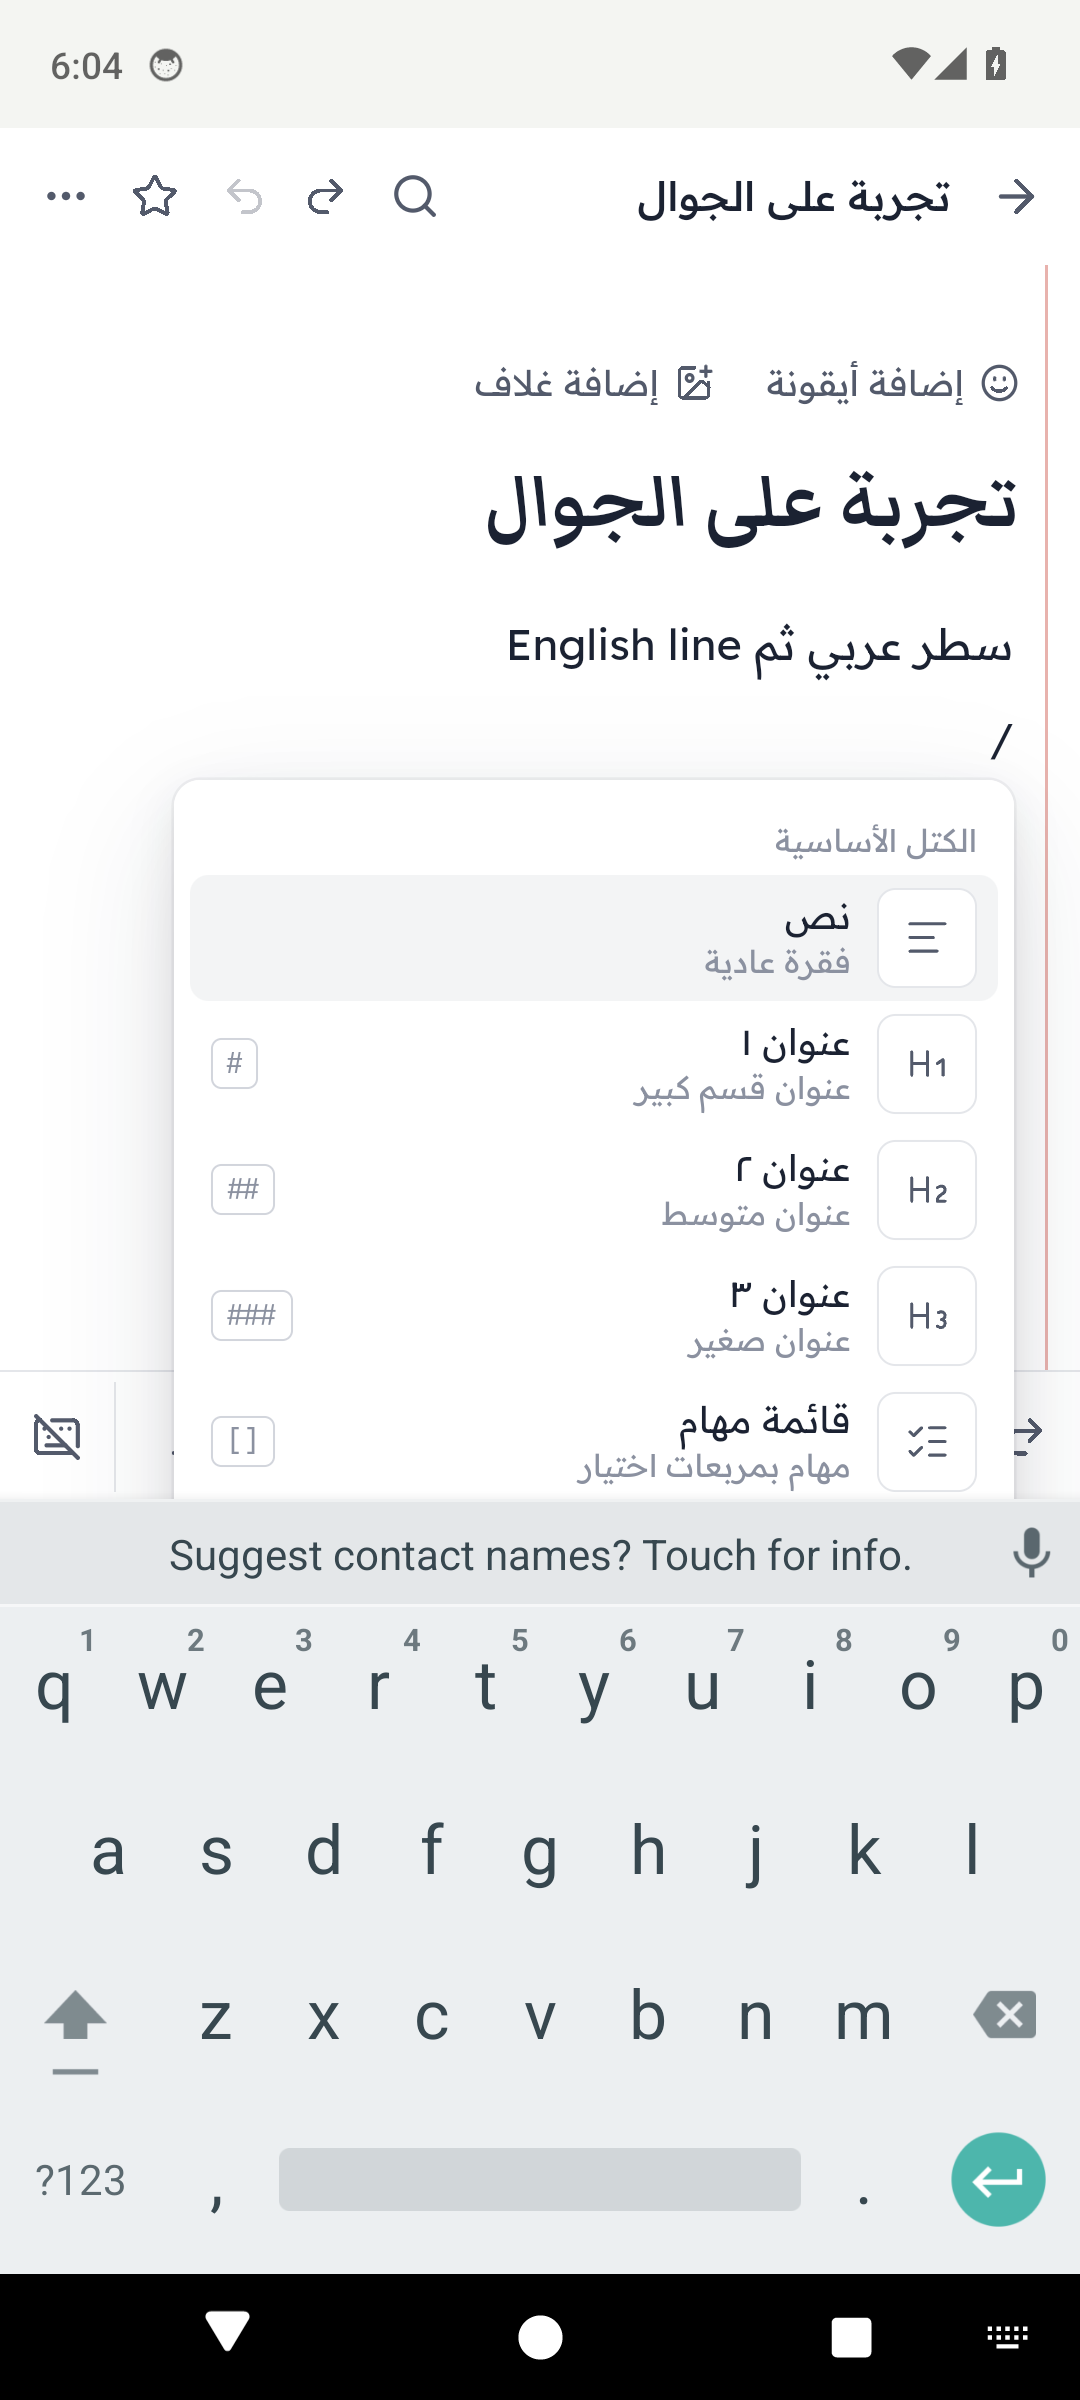 6:04
تجربة على الجوال
إضافة أيقونة إضافة غلاف
تجربة على الجوال
سطر عربي ثم English line
/
الكتل الأساسية
نص
فقرة عادية
عنوان ١
عنوان قسم كبير
H1
#
عنوان ٢
عنوان متوسط
H2
##
عنوان ٣
عنوان صغير
H3
###
قائمة مهام
مهام بمربعات اختيار
[]
Suggest contact names? Touch for info.
1 2 3 4 5 6 7 8 9 0
q w e r t y u i o p
a s d f g h j k l
z x c v b n m
?123 , .